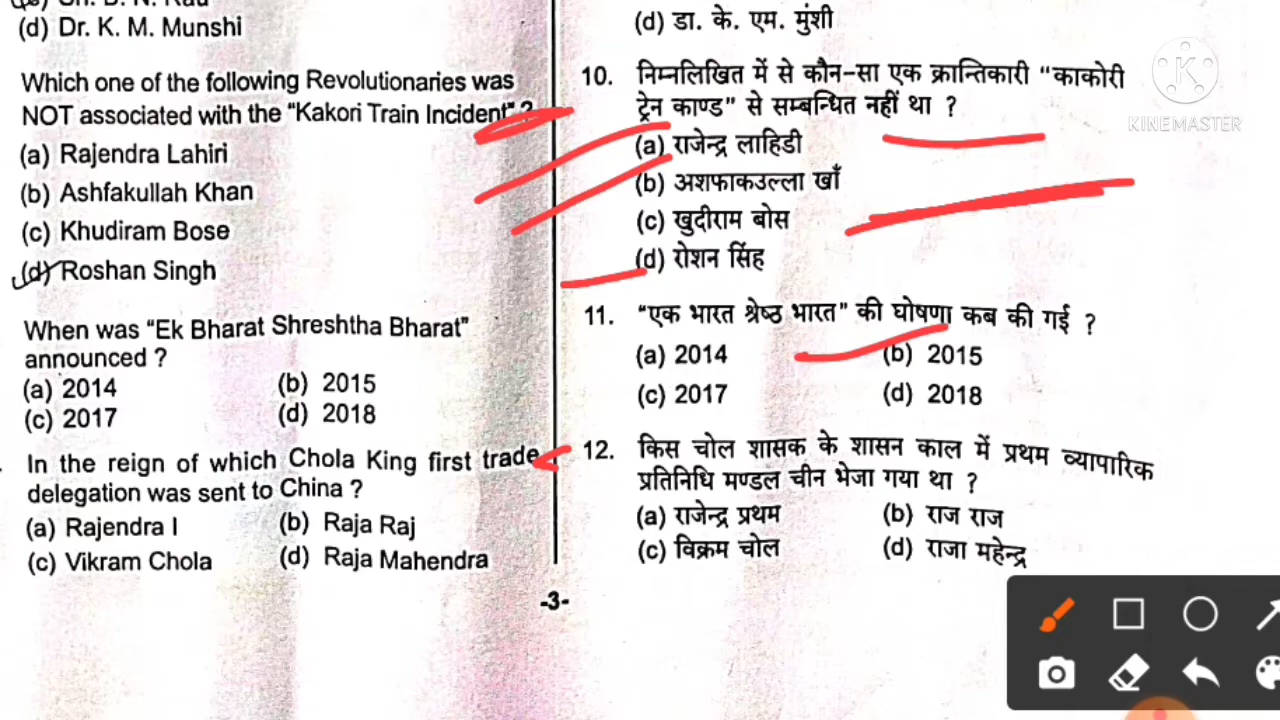 (d) Dr. K. M. Munshi
Which one of the following Revolutionaries was
NOT associated with the "Kakori Train Incident" ?
(a) Rajendra Lahiri
(b) Ashfakullah Khan
(c) Khudiram Bose
(d) Roshan Singh
When was "Ek Bharat Shreshtha Bharat"
announced ?
(a) 2014 (b) 2015
(c) 2017 (d) 2018
In the reign of which Chola King first trade
delegation was sent to China ?
(a) Rajendra I (b) Raja Raj
(c) Vikram Chola (d) Raja Mahendra
(d) डा. के. एम. मुंशी
10. निम्नलिखित में से कौन-सा एक क्रान्तिकारी "काकोरी
ट्रेन काण्ड" से सम्बन्धित नहीं था ?
(a) राजेन्द्र लाहिडी
(b) अशफाकउल्ला खाँ
(c) खुदीराम बोस
(d) रोशन सिंह
11. "एक भारत श्रेष्ठ भारत" की घोषणा कब की गई ?
(a) 2014 (b) 2015
(c) 2017 (d) 2018
12. किस चोल शासक के शासन काल में प्रथम व्यापारिक
प्रतिनिधि मण्डल चीन भेजा गया था ?
(a) राजेन्द्र प्रथम (b) राज राज
(c) विक्रम चोल (d) राजा महेन्द्र
-3-
K
KINEMASTER